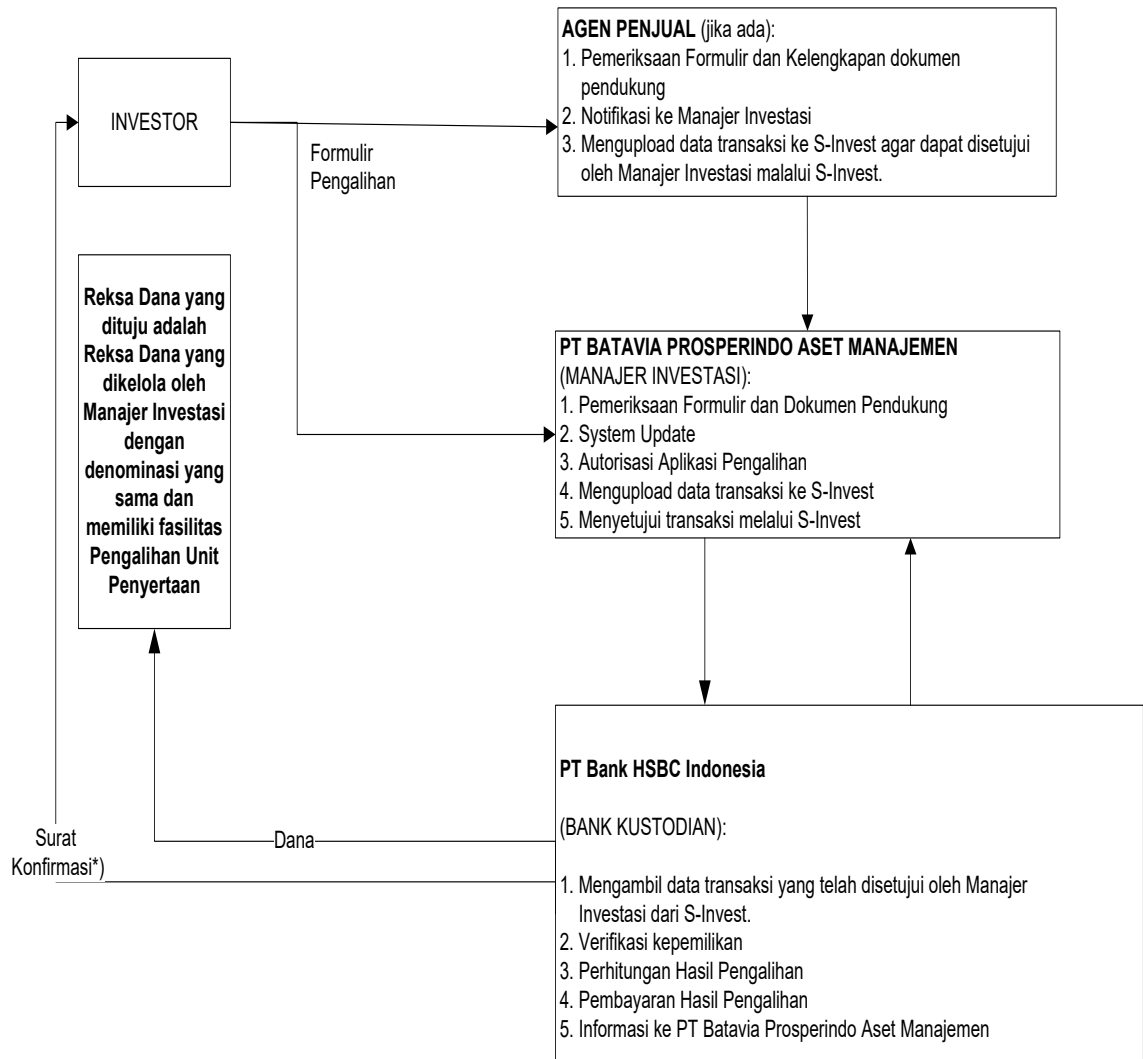 INVESTOR
Formulir
Pengalihan
AGEN PENJUAL (jika ada):
1. Pemeriksaan Formulir dan Kelengkapan dokumen
pendukung
2. Notifikasi ke Manajer Investasi
3. Mengupload data transaksi ke S-Invest agar dapat disetujui
oleh Manajer Investasi malalui S-Invest.
Reksa Dana yang
dituju adalah
Reksa Dana yang
dikelola oleh
Manajer Investasi
dengan
denominasi yang
sama dan
memiliki fasilitas
Pengalihan Unit
Penyertaan
PT BATAVIA PROSPERINDO ASET MANAJEMEN
(MANAJER INVESTASI):
1. Pemeriksaan Formulir dan Dokumen Pendukung
2. System Update
3. Autorisasi Aplikasi Pengalihan
4. Mengupload data transaksi ke S-Invest
5. Menyetujui transaksi melalui S-Invest
Surat
Konfirmasi*)
Dana
PT Bank HSBC Indonesia
(BANK KUSTODIAN):
1. Mengambil data transaksi yang telah disetujui oleh Manajer
Investasi dari S-Invest.
2. Verifikasi kepemilikan
3. Perhitungan Hasil Pengalihan
4. Pembayaran Hasil Pengalihan
5. Informasi ke PT Batavia Prosperindo Aset Manajemen